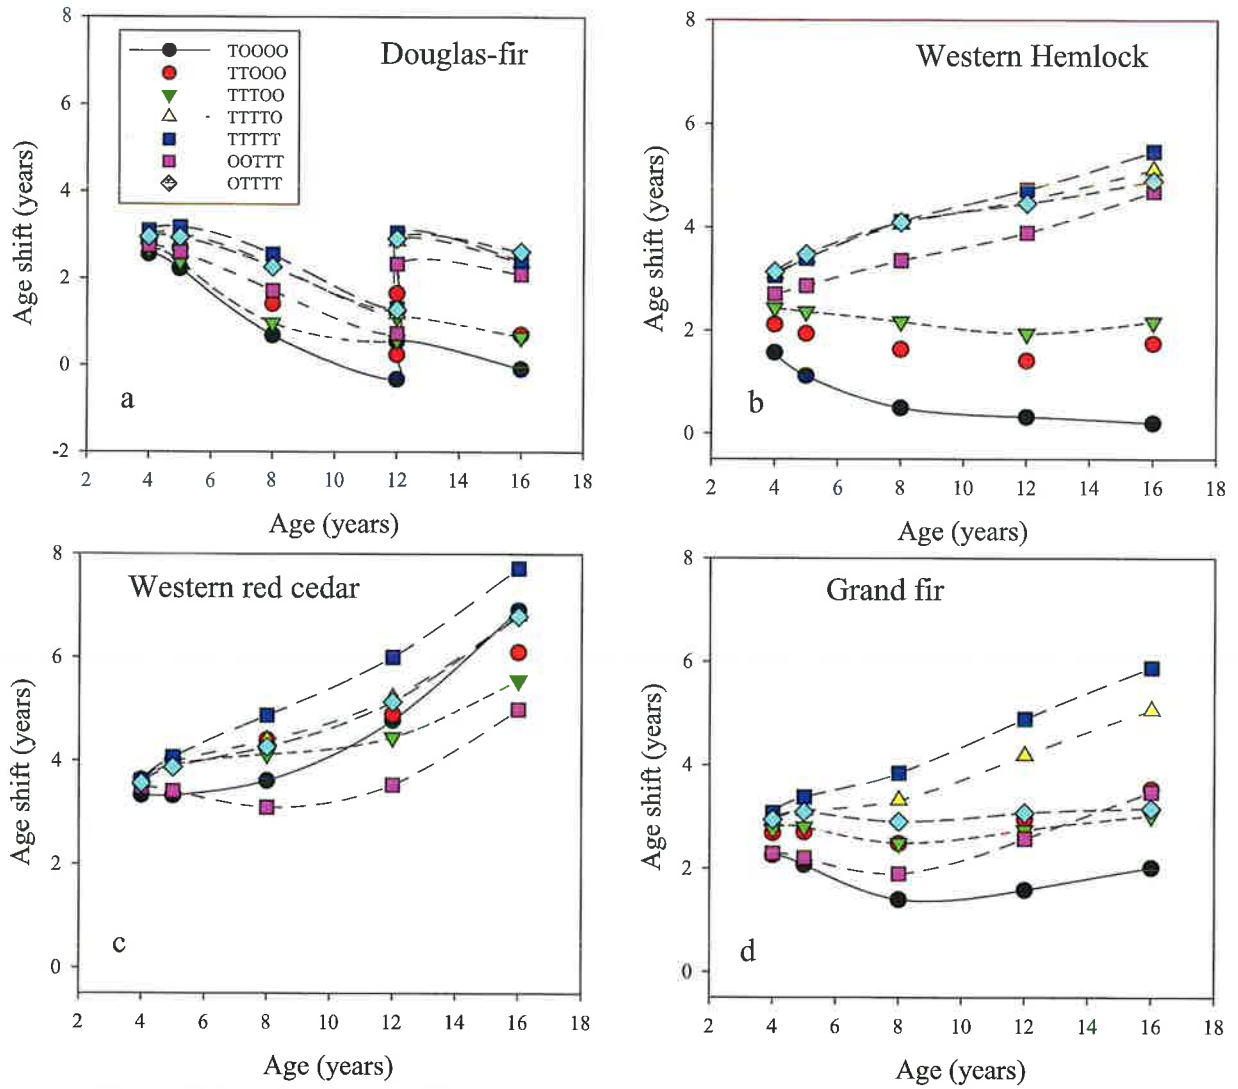 8
6
4
2
0
-2
Age shift (years)
TOOOO
TTOOO
TTTOO
TTTTO
TTTTT
OOTTT
OTTTT
Douglas-fir
a
2 4 6 8 10 12 14 16 18
Age (years)
8
6
4
2
0
Age shift (years)
Western Hemlock
b
2 4 6 8 10 12 14 16 18
Age (years)
8
6
4
2
0
Age shift (years)
Western red cedar
c
4 6 8 10 12 14 16 18
Age (years)
8
6
4
2
0
Age shift (years)
Grand fir
d
2 4 6 8 10 12 14 16 18
Age (years)